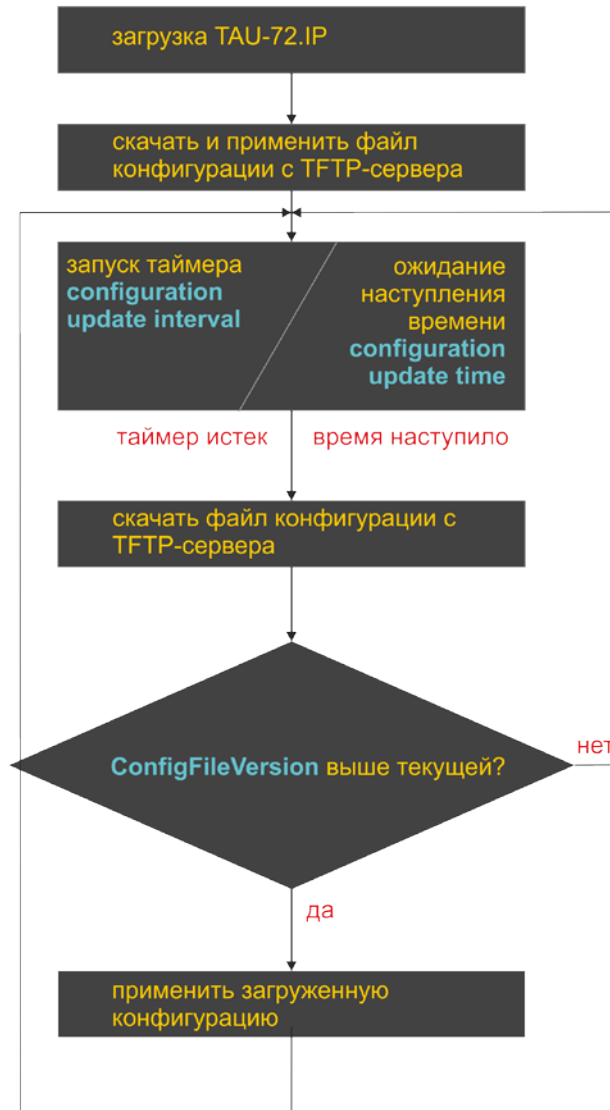 загрузка TAU-72.IP
скачать и применить файл
конфигурации с TFTP-сервера
запуск таймера
configuration
update interval
ожидание
наступления
времени
configuration
update time
таймер истек
время наступило
скачать файл конфигурации с
TFTP-сервера
ConfigFileVersion выше текущей?
нет
да
применить загруженную
конфигурацию